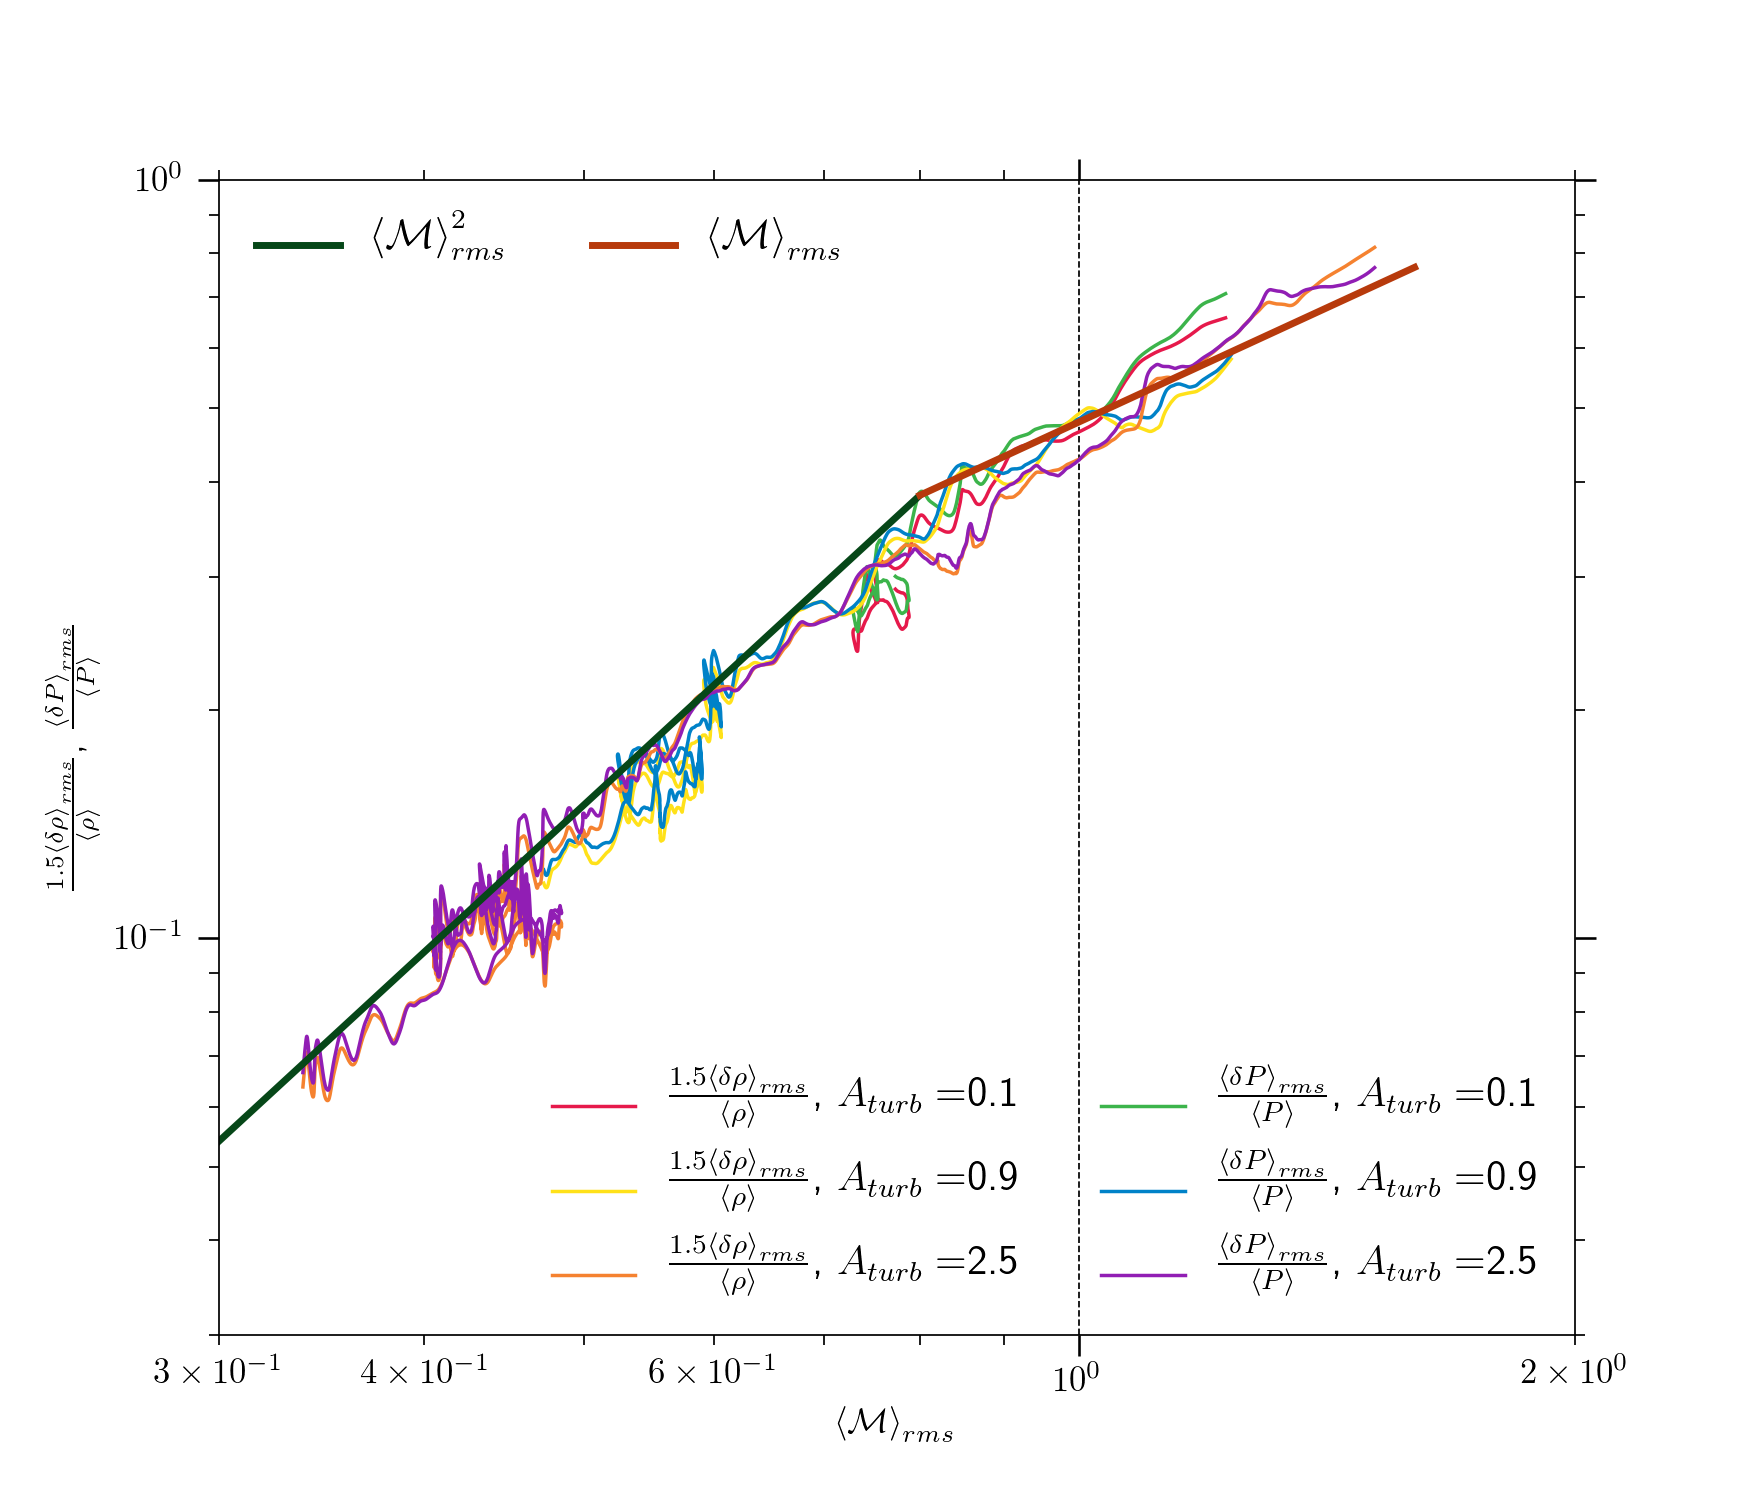 10^0
⟨ℳ⟩²_rms ⟨ℳ⟩_rms
1.5⟨δρ⟩_rms/⟨ρ⟩ , ⟨δP⟩_rms/⟨P⟩
10^−1
1.5⟨δρ⟩_rms/⟨ρ⟩, A_turb =0.1 ⟨δP⟩_rms/⟨P⟩, A_turb =0.1
1.5⟨δρ⟩_rms/⟨ρ⟩, A_turb =0.9 ⟨δP⟩_rms/⟨P⟩, A_turb =0.9
1.5⟨δρ⟩_rms/⟨ρ⟩, A_turb =2.5 ⟨δP⟩_rms/⟨P⟩, A_turb =2.5
3 × 10^−1 4 × 10^−1 6 × 10^−1 10^0 2 × 10^0
⟨ℳ⟩_rms